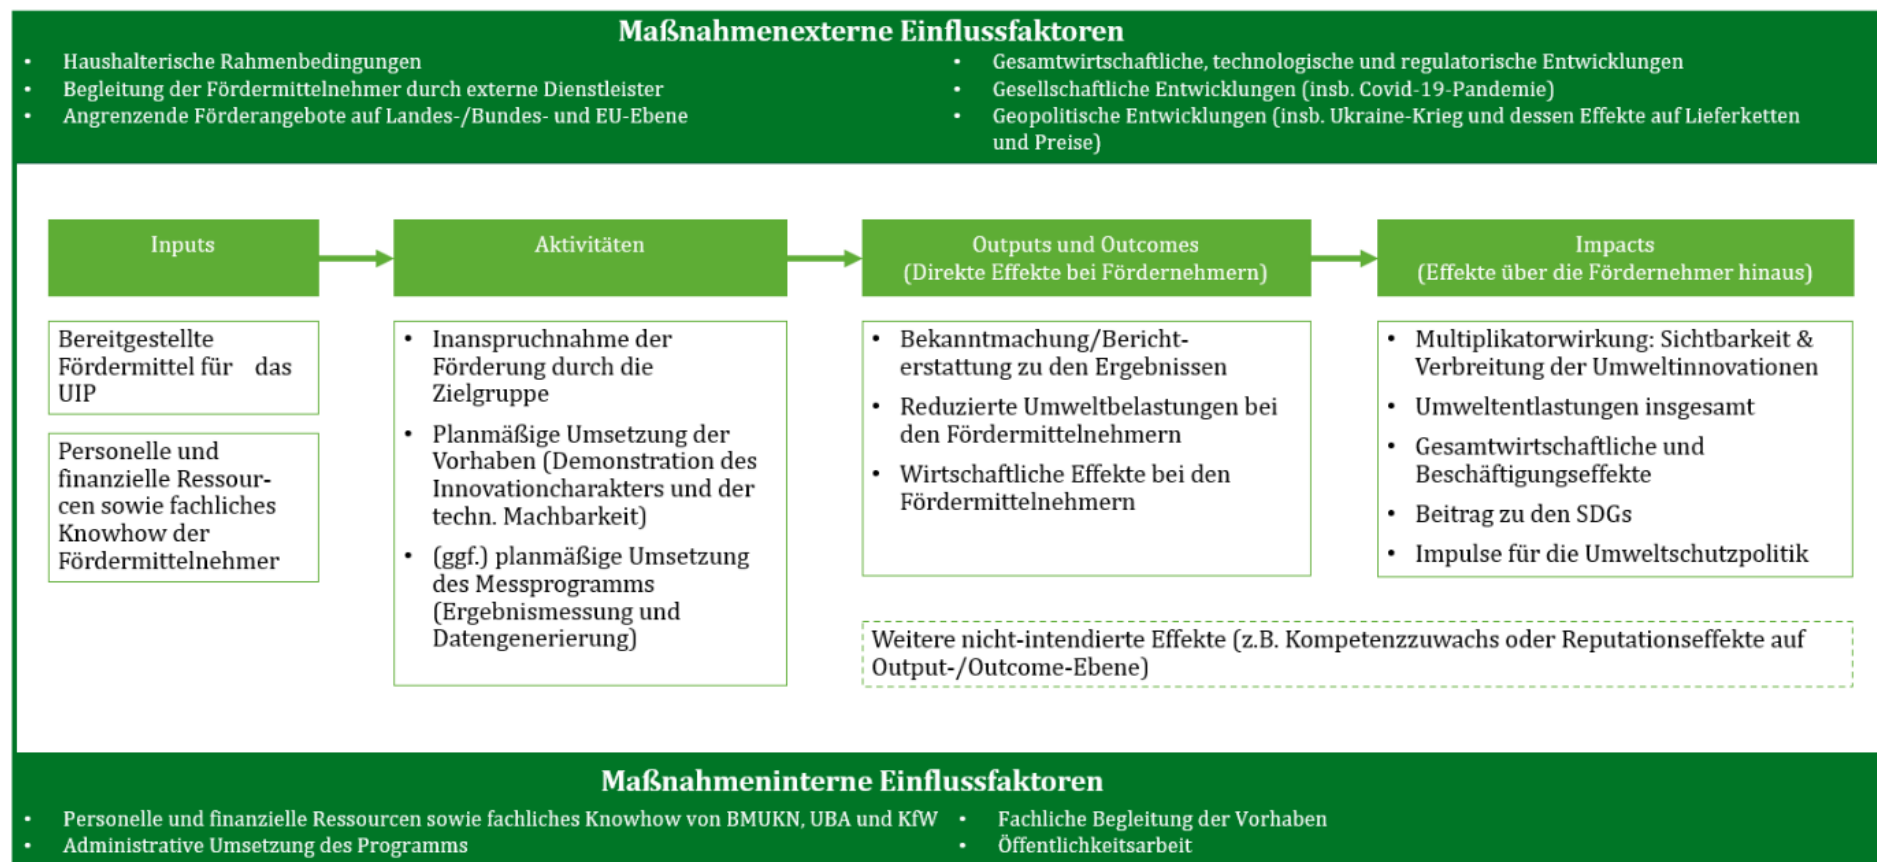 Maßnahmenexterne Einflussfaktoren
• Haushalterische Rahmenbedingungen
• Begleitung der Fördermittelnehmer durch externe Dienstleister
• Angrenzende Förderangebote auf Landes-/Bundes- und EU-Ebene
• Gesamtwirtschaftliche, technologische und regulatorische Entwicklungen
• Gesellschaftliche Entwicklungen (insb. Covid-19-Pandemie)
• Geopolitische Entwicklungen (insb. Ukraine-Krieg und dessen Effekte auf Lieferketten
und Preise)
Inputs
Bereitgestellte
Fördermittel für das
UIP
Personelle und
finanzielle Ressour-
cen sowie fachliches
Knowhow der
Fördermittelnehmer
Aktivitäten
• Inanspruchnahme der
Förderung durch die
Zielgruppe
• Planmäßige Umsetzung der
Vorhaben (Demonstration des
Innovationcharakters und der
techn. Machbarkeit)
• (ggf.) planmäßige Umsetzung
des Messprogramms
(Ergebnismessung und
Datengenerierung)
Outputs und Outcomes
(Direkte Effekte bei Fördernehmern)
• Bekanntmachung/Bericht-
erstattung zu den Ergebnissen
• Reduzierte Umweltbelastungen bei
den Fördermittelnehmern
• Wirtschaftliche Effekte bei den
Fördermittelnehmern
Impacts
(Effekte über die Fördernehmer hinaus)
• Multiplikatorwirkung: Sichtbarkeit &
Verbreitung der Umweltinnovationen
• Umweltentlastungen insgesamt
• Gesamtwirtschaftliche und
Beschäftigungseffekte
• Beitrag zu den SDGs
• Impulse für die Umweltschutzpolitik
Weitere nicht-intendierte Effekte (z.B. Kompetenzzuwachs oder Reputationseffekte auf
Output-/Outcome-Ebene)
Maßnahmeninterne Einflussfaktoren
• Personelle und finanzielle Ressourcen sowie fachliches Knowhow von BMUKN, UBA und KfW
• Administrative Umsetzung des Programms
• Fachliche Begleitung der Vorhaben
• Öffentlichkeitsarbeit